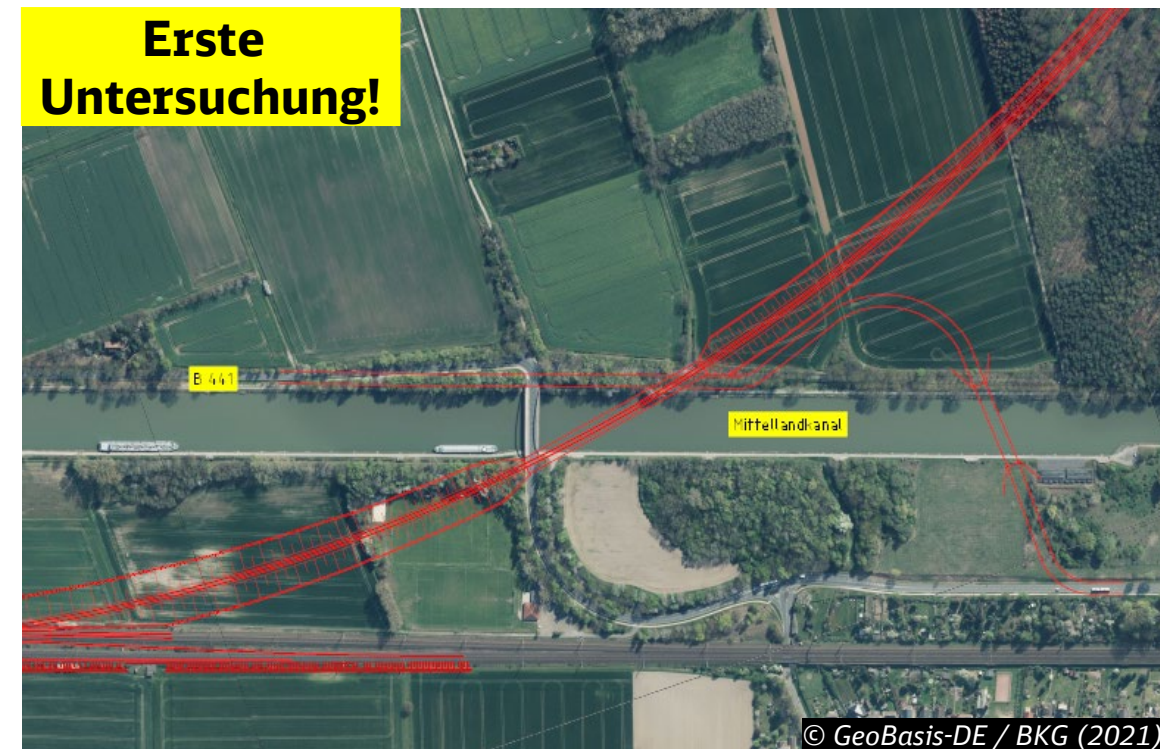 Erste
Untersuchung!
B 441
Mittellandkanal
© GeoBasis-DE / BKG (2021)